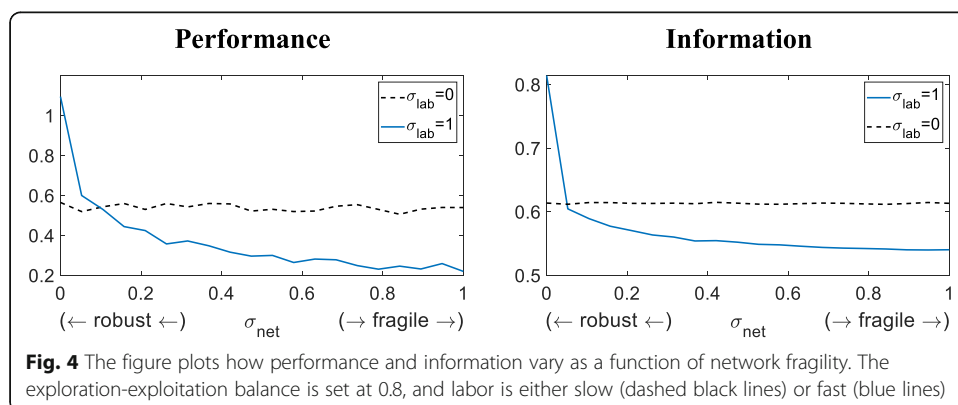 Performance
σlab=0
σlab=1
1
0.8
0.6
0.4
0.2
0 0.2 0.4 0.6 0.8 1
(← robust ←) σnet (→ fragile →)
Information
σlab=1
σlab=0
0.8
0.7
0.6
0.5
0 0.2 0.4 0.6 0.8 1
(← robust ←) σnet (→ fragile →)
Fig. 4 The figure plots how performance and information vary as a function of network fragility. The
exploration-exploitation balance is set at 0.8, and labor is either slow (dashed black lines) or fast (blue lines)